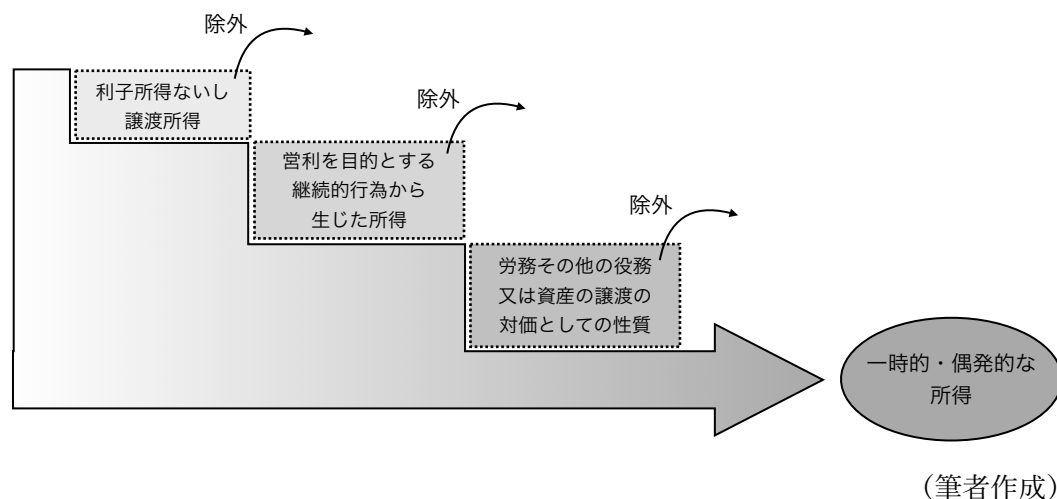 除外
利子所得ないし
譲渡所得
除外
営利を目的とする
継続的行為から
生じた所得
除外
労務その他の役務
又は資産の譲渡の
対価としての性質
一時的・偶発的な
所得
（筆者作成）